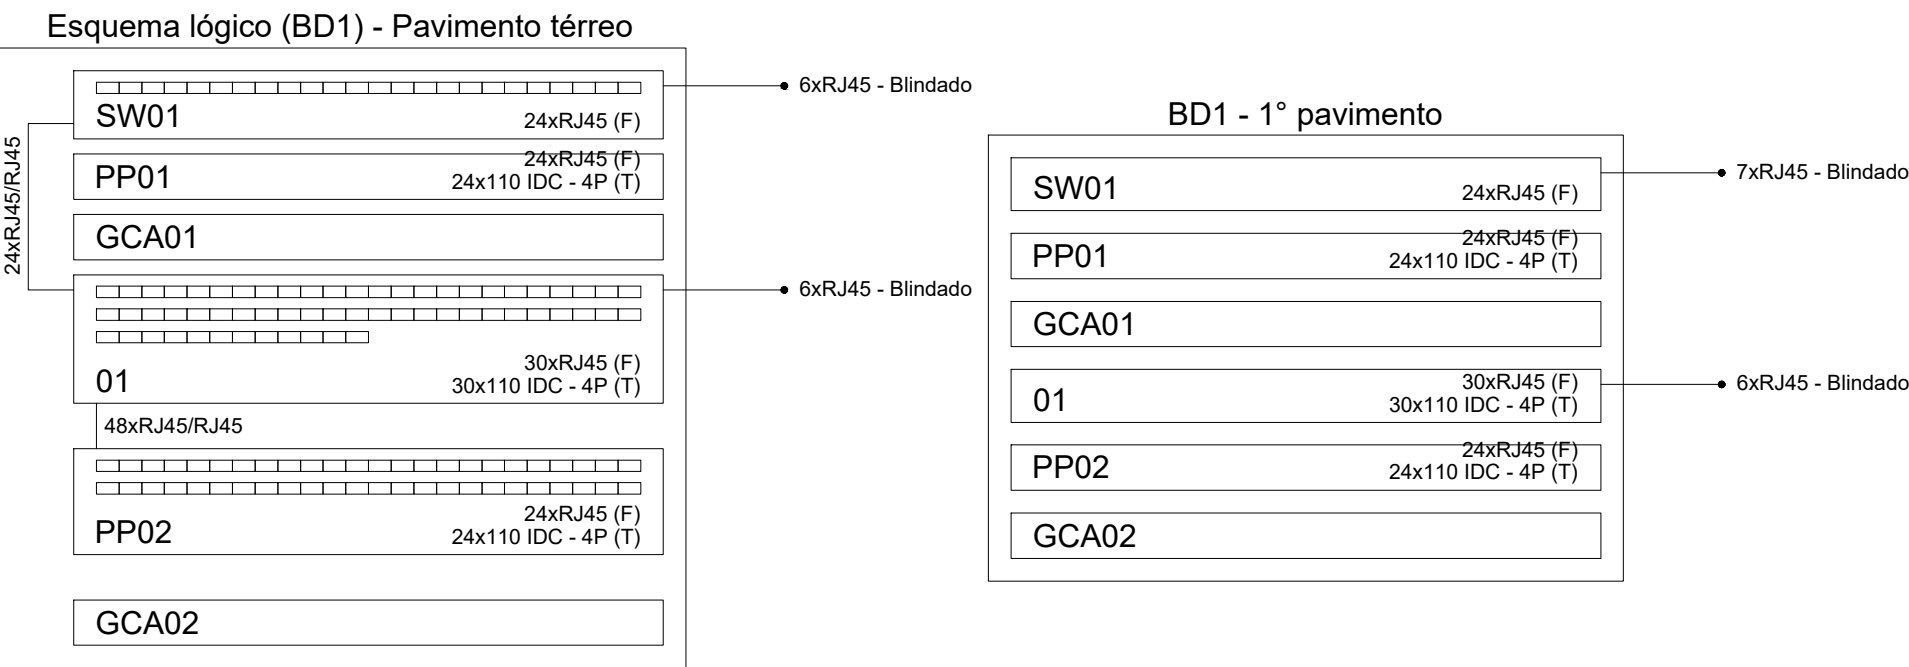 Esquema lógico (BD1) - Pavimento térreo
6xRJ45 - Blindado
SW01
24xRJ45 (F)
24xRJ45/RJ45
PP01
24xRJ45 (F)
24x110 IDC - 4P (T)
GCA01
6xRJ45 - Blindado
01
30xRJ45 (F)
30x110 IDC - 4P (T)
48xRJ45/RJ45
PP02
24xRJ45 (F)
24x110 IDC - 4P (T)
GCA02
BD1 - 1° pavimento
7xRJ45 - Blindado
SW01
24xRJ45 (F)
PP01
24xRJ45 (F)
24x110 IDC - 4P (T)
GCA01
01
30xRJ45 (F)
30x110 IDC - 4P (T)
6xRJ45 - Blindado
PP02
24xRJ45 (F)
24x110 IDC - 4P (T)
GCA02